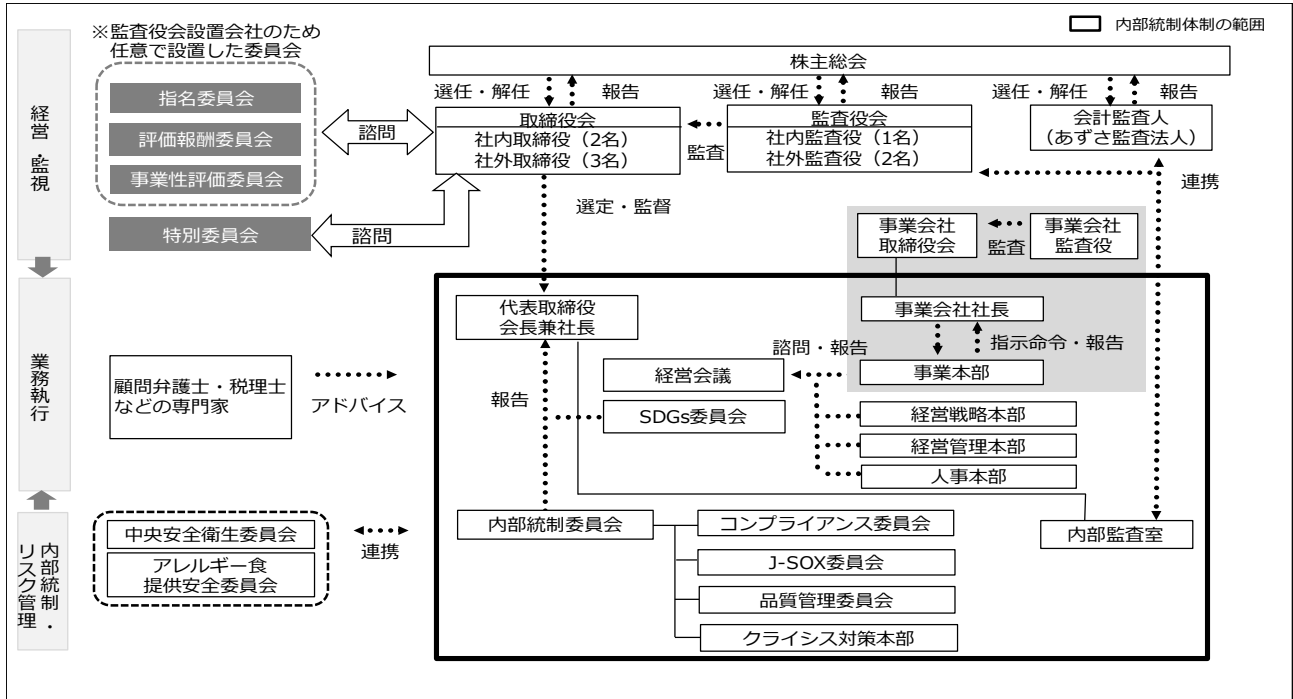 ※監査役会設置会社のため
任意で設置した委員会
内部統制体制の範囲
経営・監視
株主総会
選任・解任
報告
選任・解任
報告
選任・解任
報告
指名委員会
評価報酬委員会
事業性評価委員会
諮問
取締役会
社内取締役（2名）
社外取締役（3名）
監査
監査役会
社内監査役（1名）
社外監査役（2名）
会計監査人
（あずさ監査法人）
連携
特別委員会
諮問
選定・監督
事業会社
取締役会
監査
事業会社
監査役
業務執行
代表取締役
会長兼社長
事業会社社長
指示命令・報告
諮問・報告
事業本部
顧問弁護士・税理士
などの専門家
アドバイス
報告
経営会議
SDGs委員会
経営戦略本部
経営管理本部
人事本部
内部統制・
リスク管理
中央安全衛生委員会
アレルギー食
提供安全委員会
連携
内部統制委員会
コンプライアンス委員会
J-SOX委員会
品質管理委員会
クライシス対策本部
内部監査室